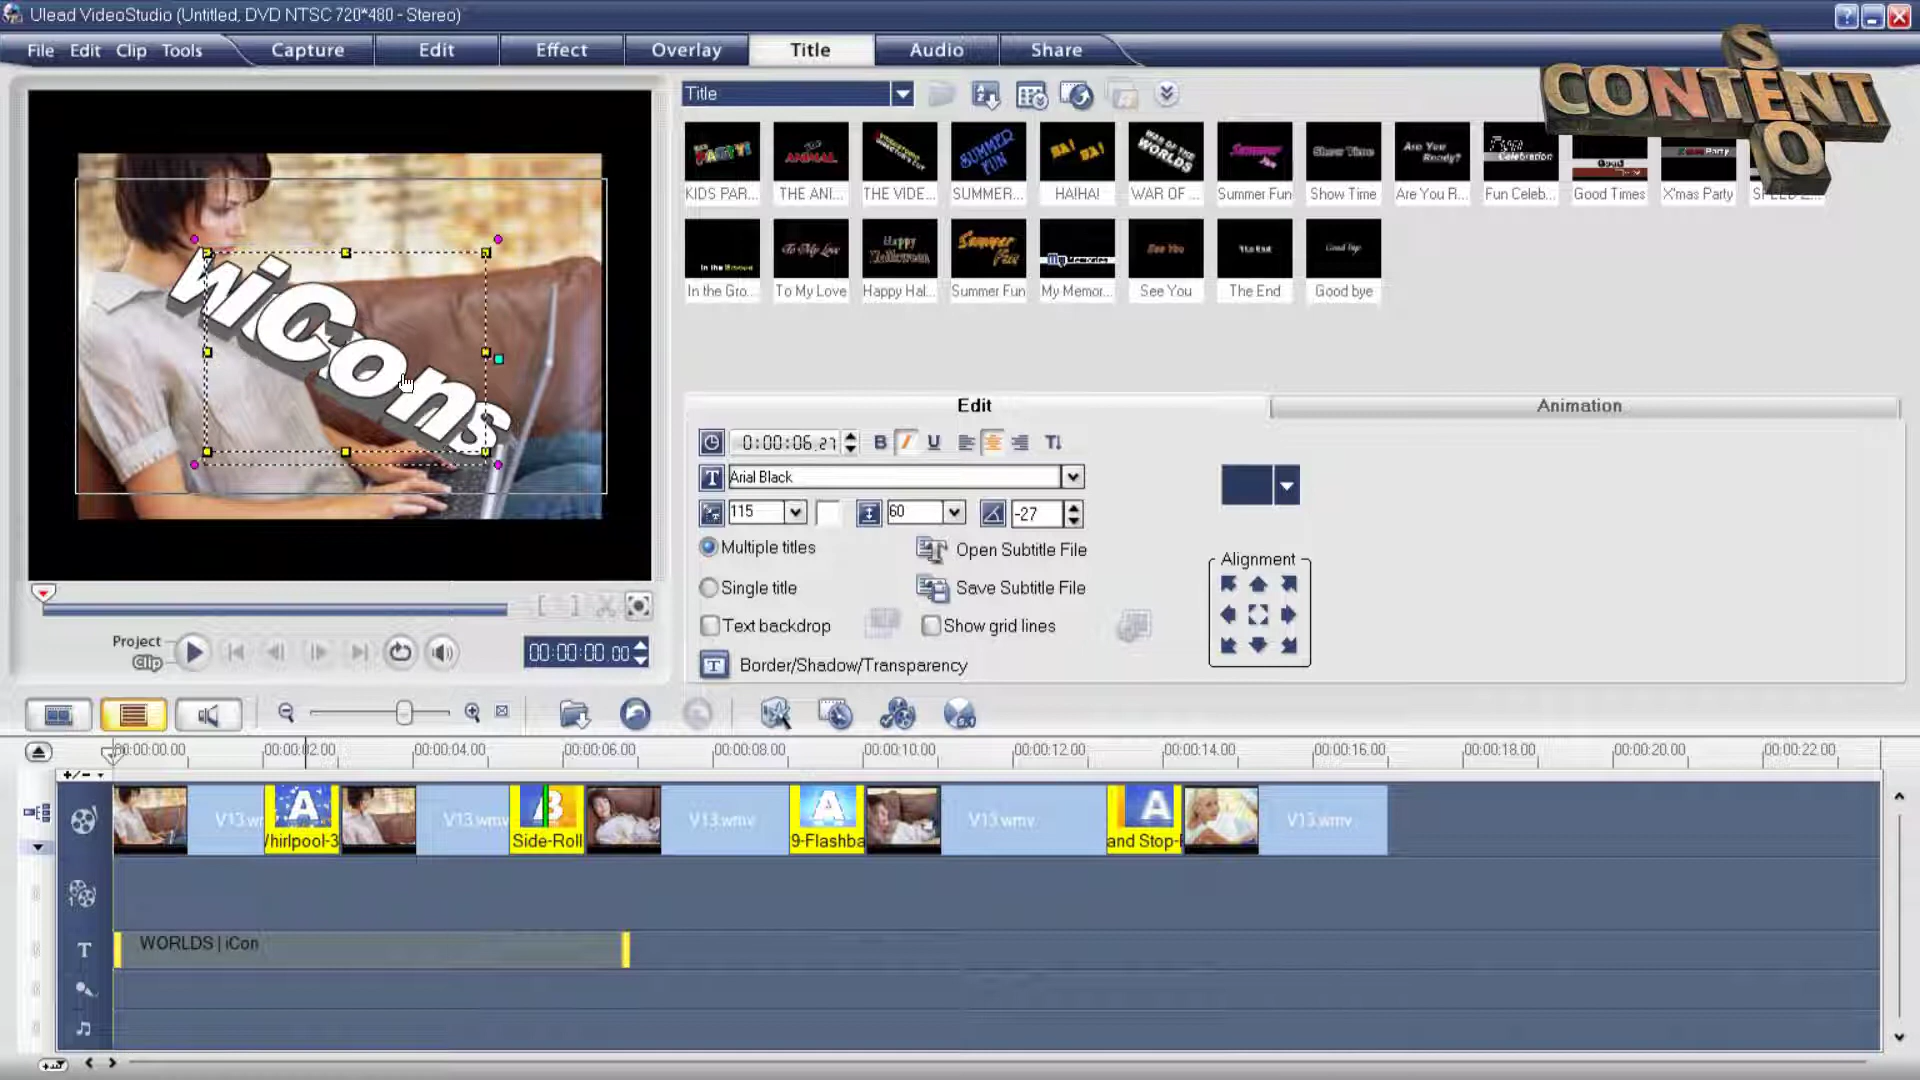 Ulead VideoStudio (Untitled, DVD NTSC 720*480 - Stereo)
File Edit Clip Tools Capture Edit Effect Overlay Title Audio Share
CONTENT
SEO
Title
KIDS PAR... THE ANI... THE VIDE... SUMMER... HA!HA! WAR OF ... Summer Fun Show Time Are You R... Fun Celeb... Good Times X'mas Party
In the Gro... To My Love Happy Hal... Summer Fun My Memor... See You The End Good bye
wiCons
Edit Animation
0:00:06.27 B I U
T Arial Black
115 60 -27
Multiple titles Open Subtitle File
Single title Save Subtitle File
Text backdrop Show grid lines
T Border/Shadow/Transparency
Alignment
Project
Clip
00:00:00.00
00:00:00.00 00:00:02.00 00:00:04.00 00:00:06.00 00:00:08.00 00:00:10.00 00:00:12.00 00:00:14.00 00:00:16.00 00:00:18.00 00:00:20.00 00:00:22.00
V13.wmv V13.wmv V13.wmv V13.wmv
Side-Roll 9-Flashba and Stop-
T WORLDS | iCon